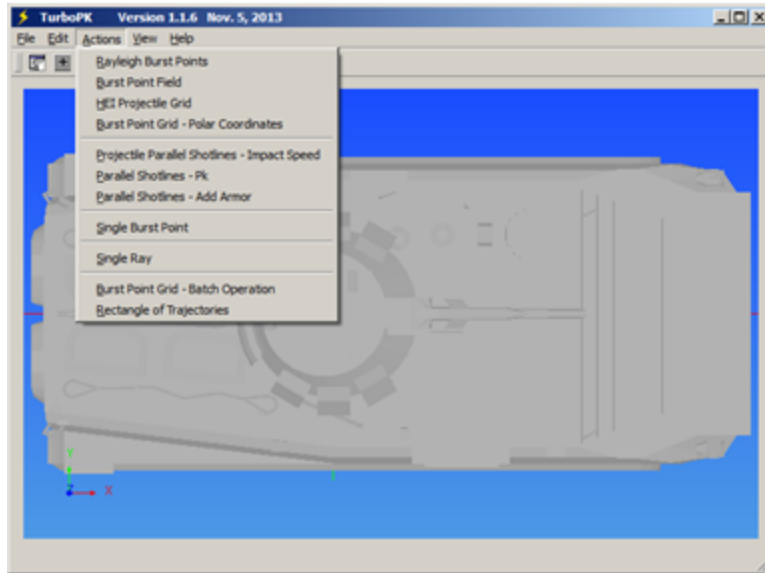 TurboPK Version 1.1.6 Nov. 5, 2013
File Edit Actions View Help
Rayleigh Burst Points
Burst Point Field
HEI Projectile Grid
Burst Point Grid - Polar Coordinates
Projectile Parallel Shotlines - Impact Speed
Parallel Shotlines - Pk
Parallel Shotlines - Add Armor
Single Burst Point
Single Ray
Burst Point Grid - Batch Operation
Rectangle of Trajectories
Y
Z X